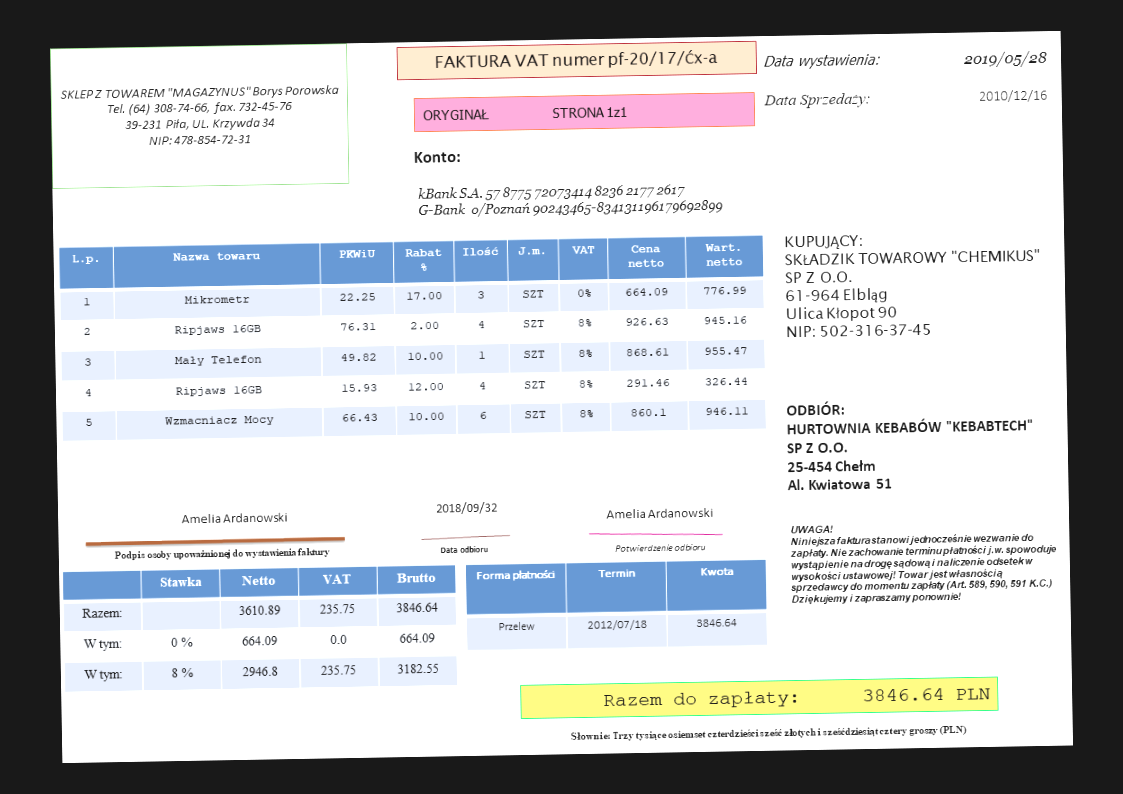 SKLEP Z TOWAREM "MAGAZYNUS" Borys Porowska
Tel. (64) 308-74-66, fax. 732-45-76
39-231 Piła, UL. Krzywda 34
NIP: 478-854-72-31
FAKTURA VAT numer pf-20/17/ćx-a
ORYGINAŁ STRONA 1z1
Data wystawienia: 2019/05/28
Data Sprzedaży: 2010/12/16
Konto:
kBank S.A. 57 8775 72073414 8236 2177 2617
G-Bank o/Poznań 90243465-834131196179692899
L.p. Nazwa towaru PKWiU Rabat % Ilość J.m. VAT Cena netto Wart. netto
1 Mikrometr 22.25 17.00 3 SZT 0% 664.09 776.99
2 Ripjaws 16GB 76.31 2.00 4 SZT 8% 926.63 945.16
3 Mały Telefon 49.82 10.00 1 SZT 8% 868.61 955.47
4 Ripjaws 16GB 15.93 12.00 4 SZT 8% 291.46 326.44
5 Wzmacniacz Mocy 66.43 10.00 6 SZT 8% 860.1 946.11
KUPUJĄCY:
SKŁADZIK TOWAROWY "CHEMIKUS"
SP Z O.O.
61-964 Elbląg
Ulica Kłopot 90
NIP: 502-316-37-45
ODBIÓR:
HURTOWNIA KEBABÓW "KEBABTECH"
SP Z O.O.
25-454 Chełm
Al. Kwiatowa 51
Amelia Ardanowski
Podpis osoby upoważnionej do wystawienia faktury
2018/09/32
Data odbioru
Amelia Ardanowski
Potwierdzenie odbioru
UWAGA!
Niniejsza faktura stanowi jednocześnie wezwanie do
zapłaty. Nie zachowanie terminu płatności j.w. spowoduje
wystąpienie na drogę sądową i naliczenie odsetek w
wysokości ustawowej! Towar jest własnością
sprzedawcy do momentu zapłaty (Art. 589, 590, 591 K.C.)
Dziękujemy i zapraszamy ponownie!
Stawka Netto VAT Brutto
Razem: 3610.89 235.75 3846.64
W tym: 0 % 664.09 0.0 664.09
W tym: 8 % 2946.8 235.75 3182.55
Forma płatności Termin Kwota
Przelew 2012/07/18 3846.64
Razem do zapłaty: 3846.64 PLN
Słownie: Trzy tysiące osiemset czterdzieści sześć złotych i sześćdziesiąt cztery groszy (PLN)